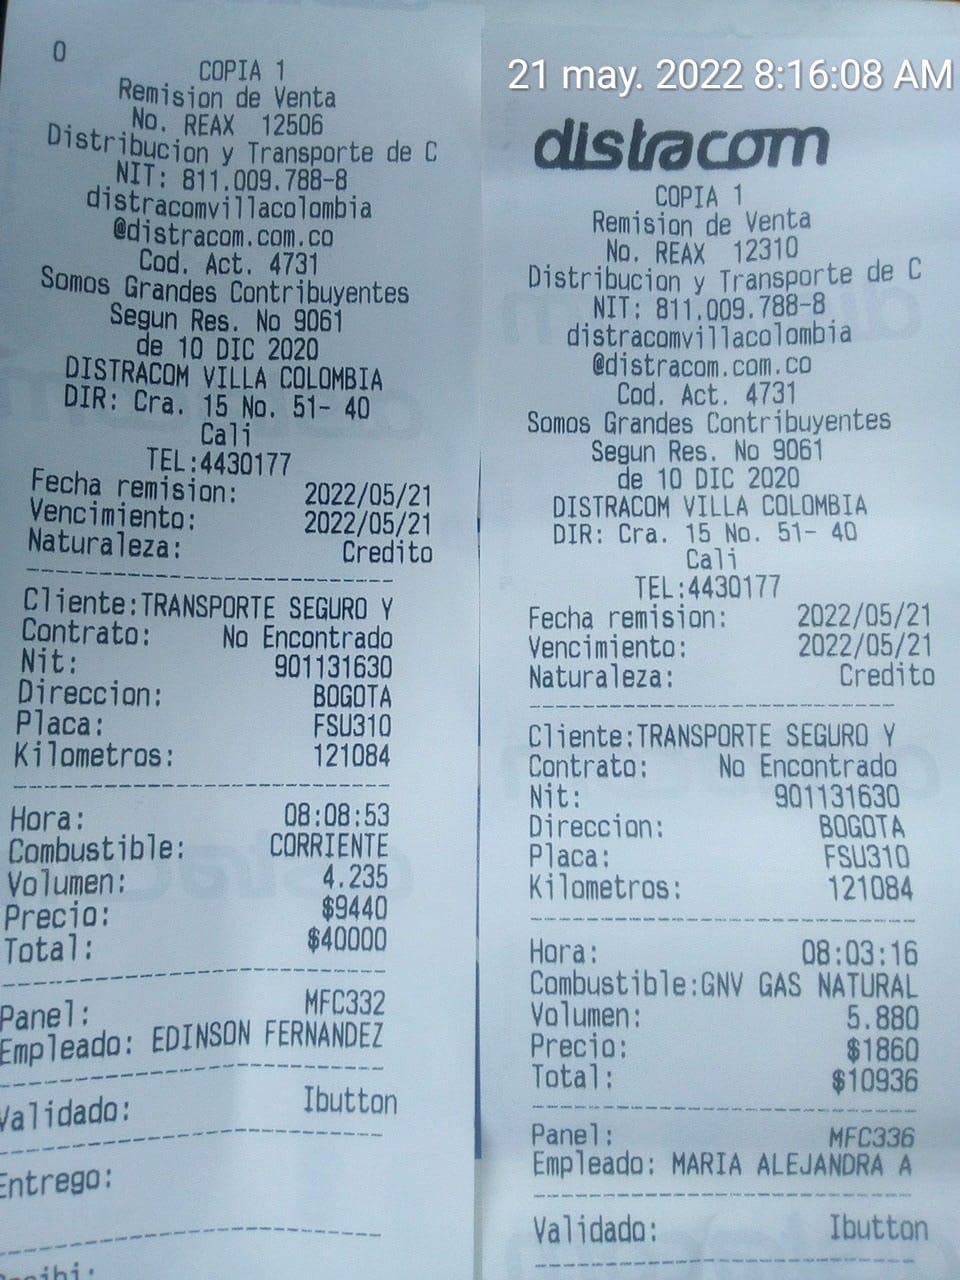 0
COPIA 1
Remision de Venta
No. REAX 12506
Distribucion y Transporte de C
NIT: 811.009.788-8
distracomvillacolombia
@distracom.com.co
Cod. Act. 4731
Somos Grandes Contribuyentes
Segun Res. No 9061
de 10 DIC 2020
DISTRACOM VILLA COLOMBIA
DIR: Cra. 15 No. 51- 40
Cali
TEL:4430177
Fecha remision: 2022/05/21
Vencimiento: 2022/05/21
Naturaleza: Credito
Cliente:TRANSPORTE SEGURO Y
Contrato: No Encontrado
Nit: 901131630
Direccion: BOGOTA
Placa: FSU310
Kilometros: 121084
Hora: 08:08:53
Combustible: CORRIENTE
Volumen: 4.235
Precio: $9440
Total: $40000
Panel: MFC332
Empleado: EDINSON FERNANDEZ
Validado: Ibutton
Entrego:
21 may. 2022 8:16:08 AM
distracom
COPIA 1
Remision de Venta
No. REAX 12310
Distribucion y Transporte de C
NIT: 811.009.788-8
distracomvillacolombia
@distracom.com.co
Cod. Act. 4731
Somos Grandes Contribuyentes
Segun Res. No 9061
de 10 DIC 2020
DISTRACOM VILLA COLOMBIA
DIR: Cra. 15 No. 51- 40
Cali
TEL:4430177
Fecha remision: 2022/05/21
Vencimiento: 2022/05/21
Naturaleza: Credito
Cliente:TRANSPORTE SEGURO Y
Contrato: No Encontrado
Nit: 901131630
Direccion: BOGOTA
Placa: FSU310
Kilometros: 121084
Hora: 08:03:16
Combustible:GNV GAS NATURAL
Volumen: 5.880
Precio: $1860
Total: $10936
Panel: MFC336
Empleado: MARIA ALEJANDRA A
Validado: Ibutton